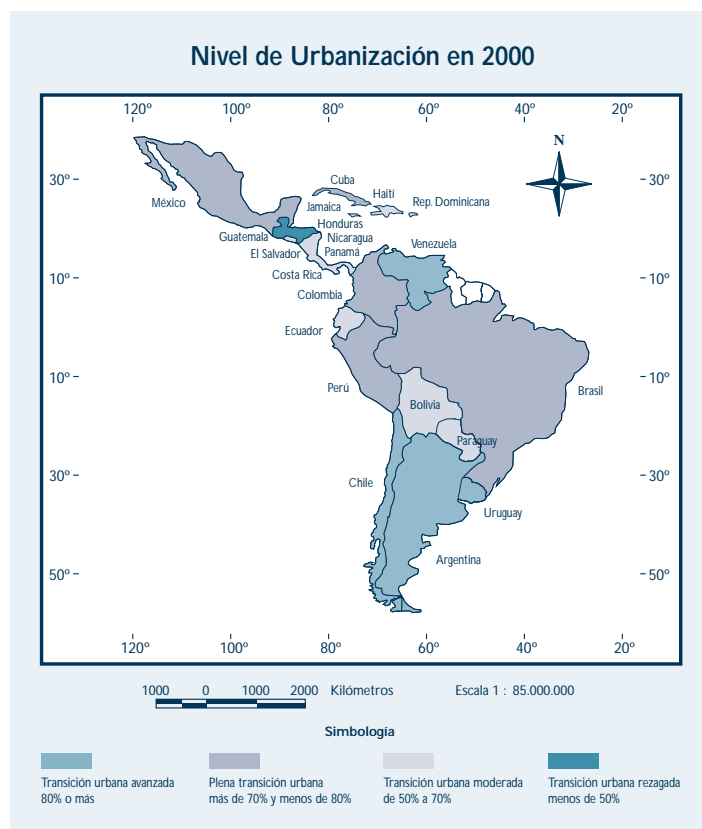 Nivel de Urbanización en 2000
120º 100º 80º 60º 40º 20º
N
30º 30º
México
Cuba
Haití
Jamaica
Rep. Dominicana
Honduras
Guatemala
Nicaragua
El Salvador
Panamá
Venezuela
Costa Rica
10º 10º
Colombia
Ecuador
10º 10º
Perú
Brasil
Bolivia
Paraguay
30º 30º
Chile
Uruguay
Argentina
50º 50º
120º 100º 80º 60º 40º 20º
1000 0 1000 2000 Kilómetros Escala 1 : 85.000.000
Simbología
Transición urbana avanzada
80% o más
Plena transición urbana
más de 70% y menos de 80%
Transición urbana moderada
de 50% a 70%
Transición urbana rezagada
menos de 50%